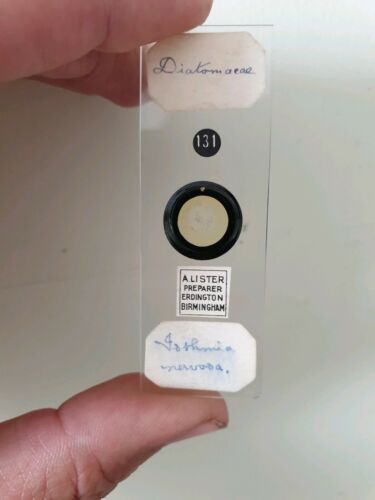 Diatomaceae
131
A.LISTER
PREPARER
ERDINGTON
BIRMINGHAM
Isthmia
nervosa.